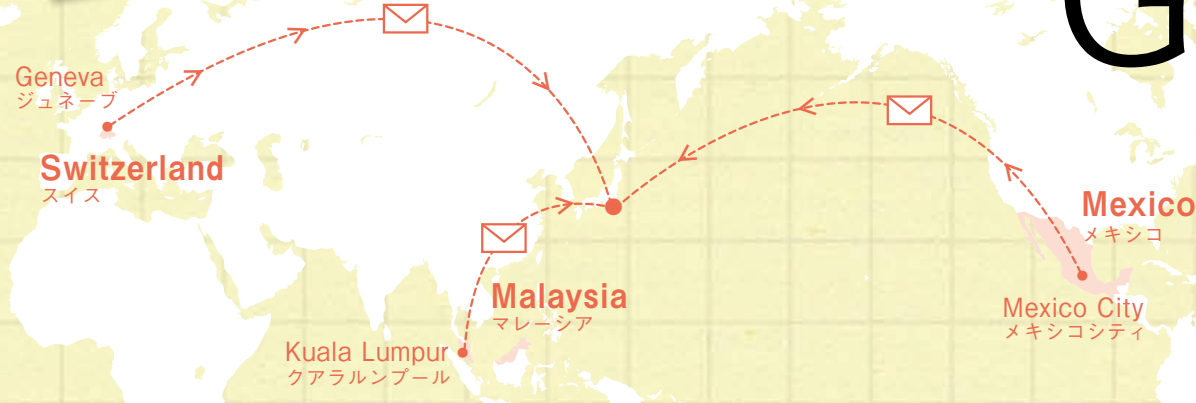 G
Geneva
ジュネーブ
Switzerland
スイス
Mexico
メキシコ
Malaysia
マレーシア
Mexico City
メキシコシティ
Kuala Lumpur
クアラルンプール